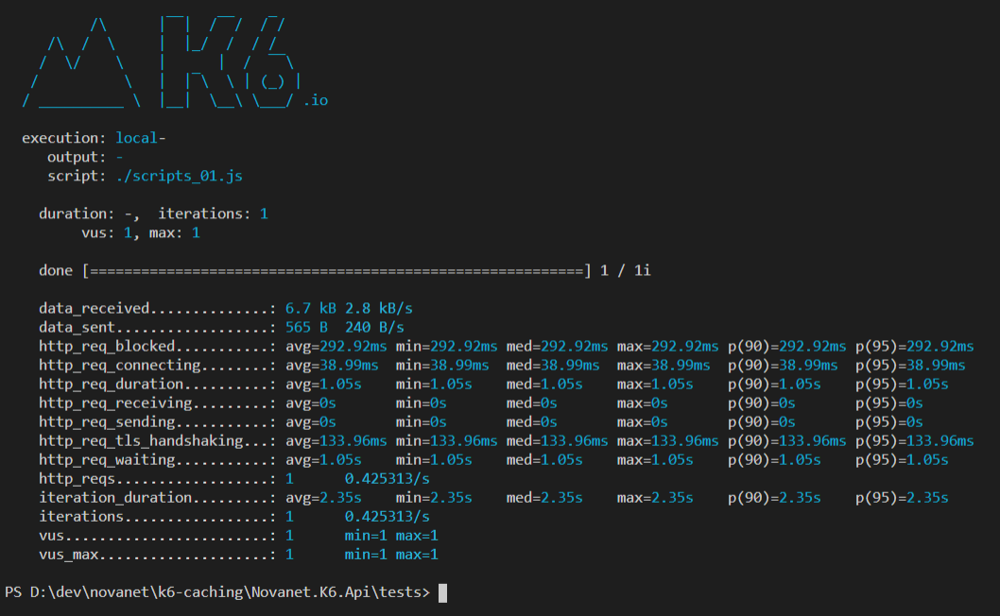 K6 .io
execution: local-
output: -
script: ./scripts_01.js
duration: -,  iterations: 1
vus: 1, max: 1
done [==========================================================] 1 / 1i
data_received..............: 6.7 kB 2.8 kB/s
data_sent..................: 565 B  240 B/s
http_req_blocked...........: avg=292.92ms min=292.92ms med=292.92ms max=292.92ms p(90)=292.92ms p(95)=292.92ms
http_req_connecting........: avg=38.99ms  min=38.99ms  med=38.99ms  max=38.99ms  p(90)=38.99ms  p(95)=38.99ms
http_req_duration..........: avg=1.05s    min=1.05s    med=1.05s    max=1.05s    p(90)=1.05s    p(95)=1.05s
http_req_receiving.........: avg=0s       min=0s       med=0s       max=0s       p(90)=0s       p(95)=0s
http_req_sending...........: avg=0s       min=0s       med=0s       max=0s       p(90)=0s       p(95)=0s
http_req_tls_handshaking...: avg=133.96ms min=133.96ms med=133.96ms max=133.96ms p(90)=133.96ms p(95)=133.96ms
http_req_waiting...........: avg=1.05s    min=1.05s    med=1.05s    max=1.05s    p(90)=1.05s    p(95)=1.05s
http_reqs..................: 1      0.425313/s
iteration_duration.........: avg=2.35s    min=2.35s    med=2.35s    max=2.35s    p(90)=2.35s    p(95)=2.35s
iterations.................: 1      0.425313/s
vus........................: 1      min=1 max=1
vus_max....................: 1      min=1 max=1
PS D:\dev\novanet\k6-caching\Novanet.K6.Api\tests>